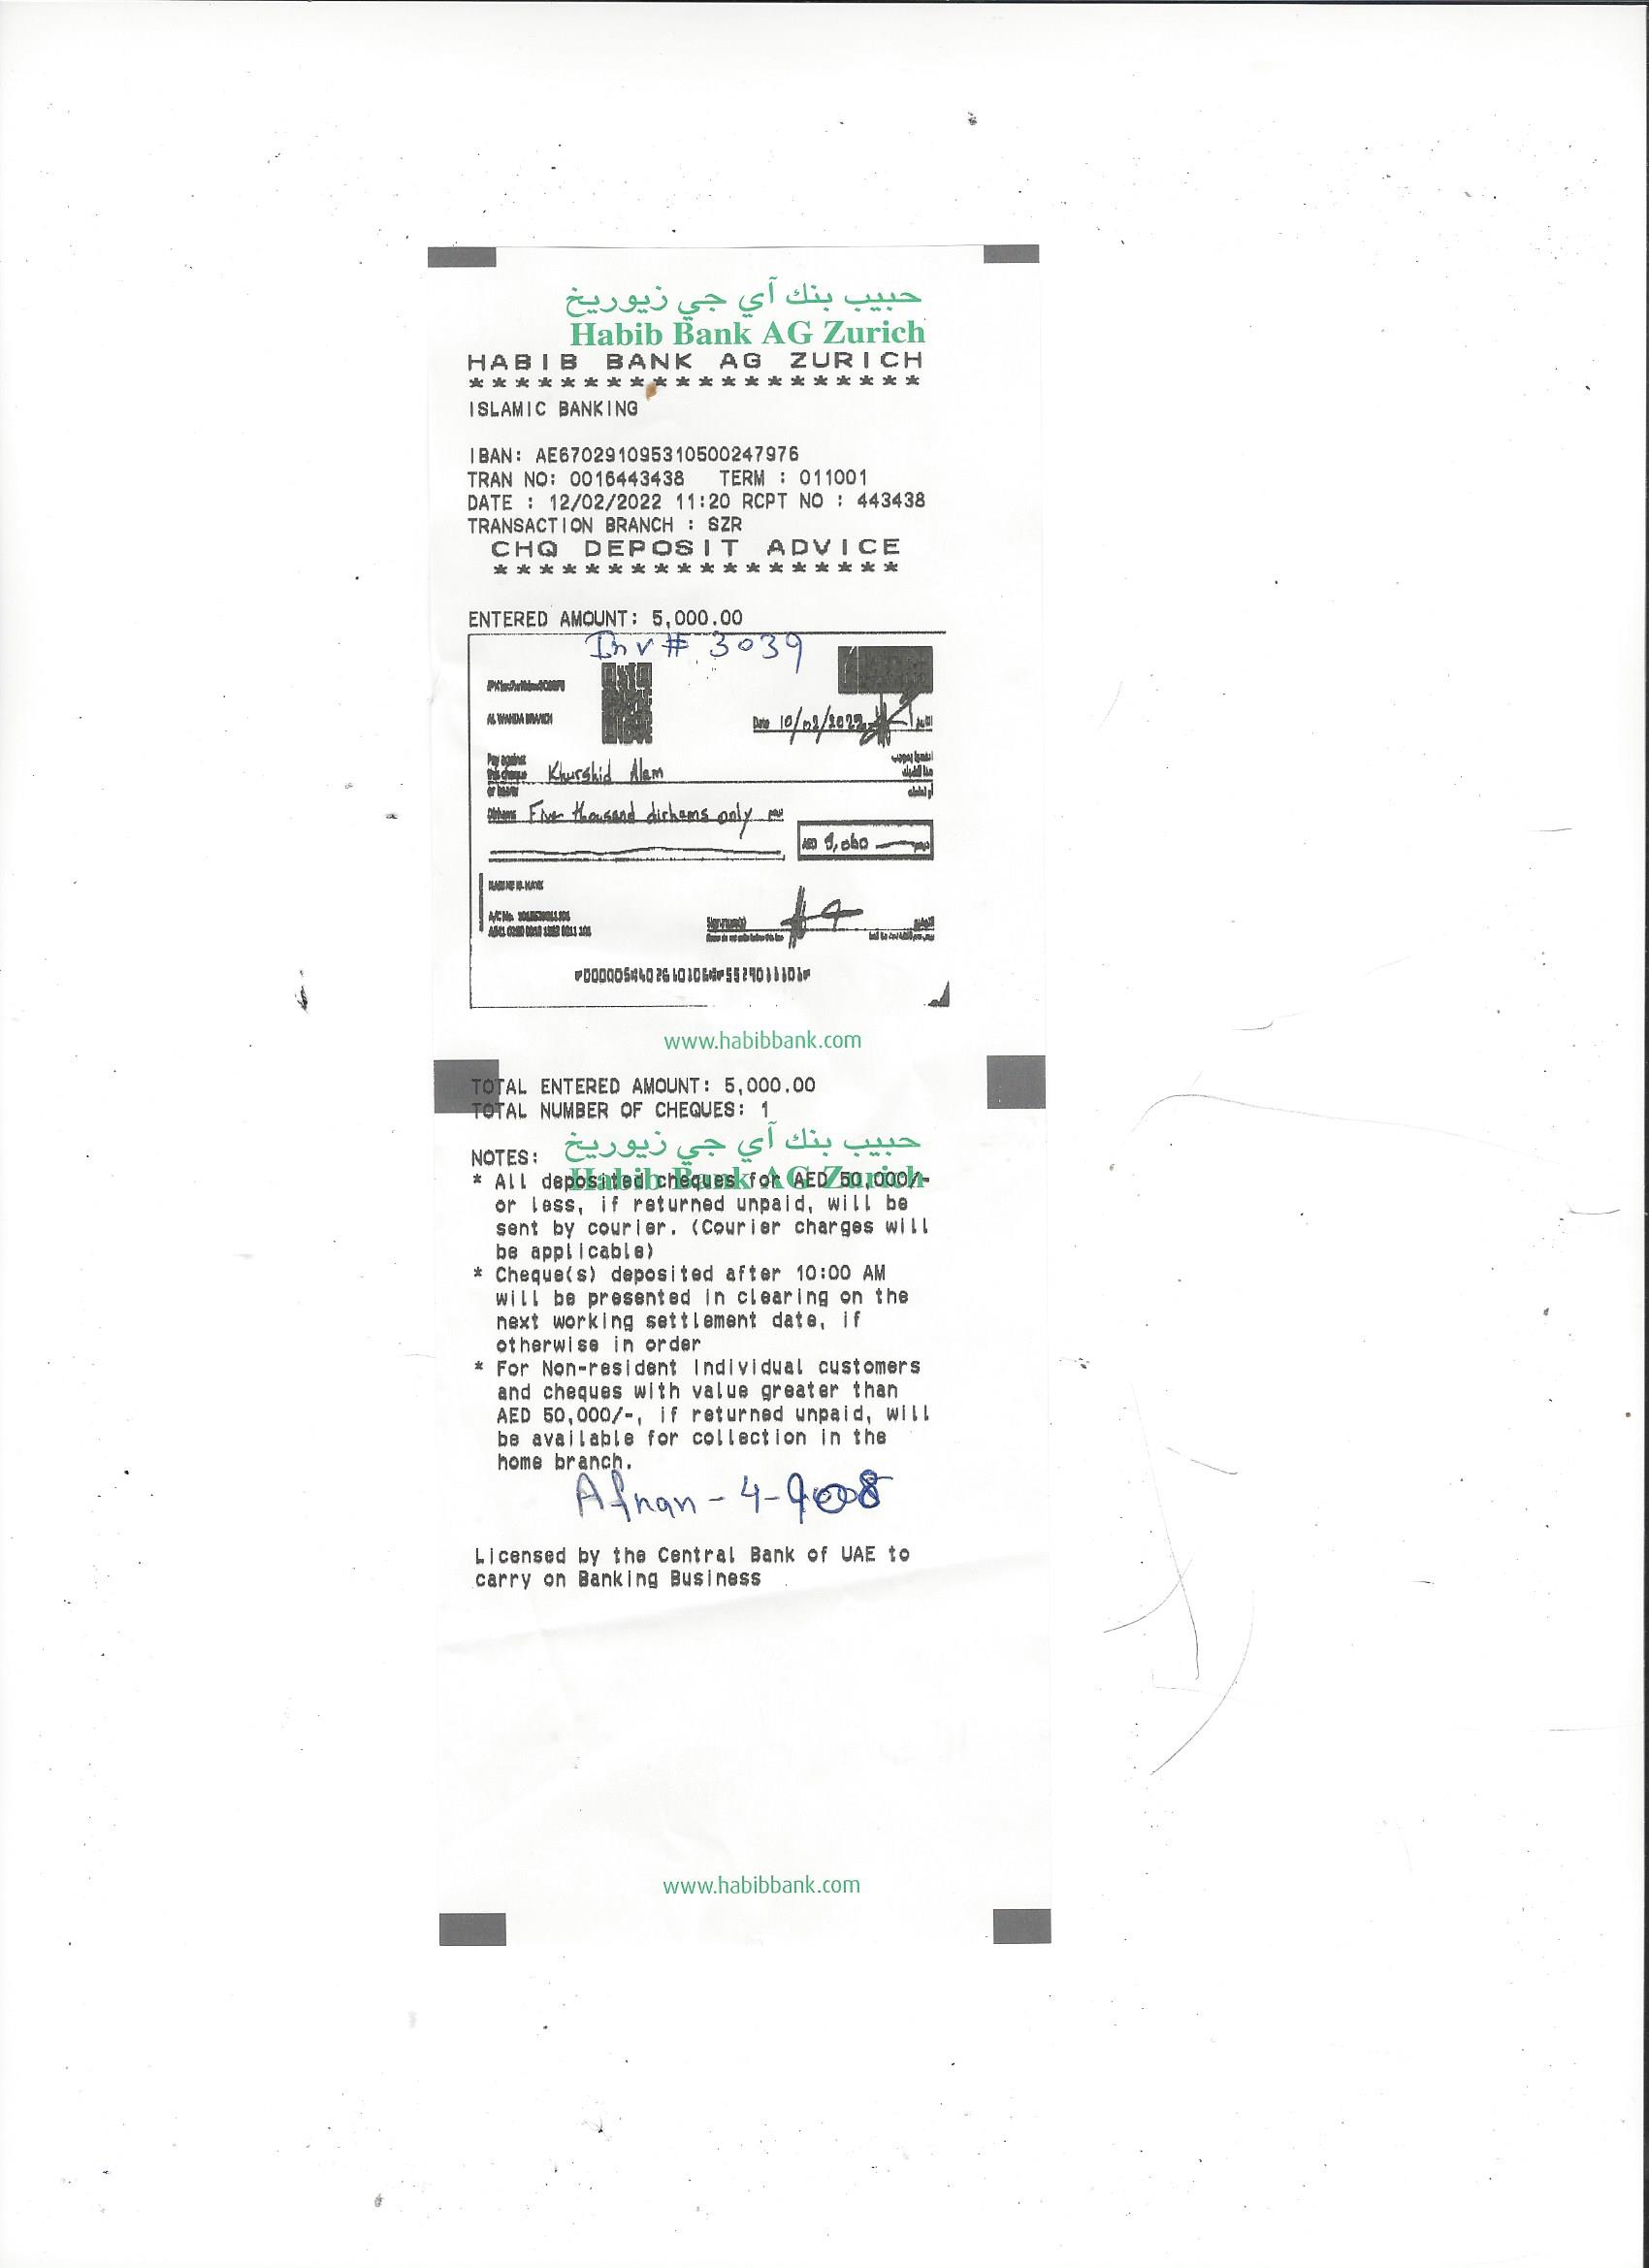 حبيب بنك آي جي زيوريخ
Habib Bank AG Zurich
HABIB BANK AG ZURICH
********************
ISLAMIC BANKING
IBAN: AE670291095310500247976
TRAN NO: 0016443438 TERM : 011001
DATE : 12/02/2022 11:20 RCPT NO : 443438
TRANSACTION BRANCH : SZR
CHQ DEPOSIT ADVICE
******************
ENTERED AMOUNT: 5,000.00
Inv # 3039
AL WAHDA BRANCH
Date 10/02/2022
Pay against
this cheque Khurshid Alam
or bearer
Dirhams Five thousand dirhams only
AED 5,000
A/C No.
Signature(s)
www.habibbank.com
TOTAL ENTERED AMOUNT: 5,000.00
TOTAL NUMBER OF CHEQUES: 1
حبيب بنك آي جي زيوريخ
Habib Bank AG Zurich
NOTES:
* All deposited cheques for AED 50,000/-
or less, if returned unpaid, will be
sent by courier. (Courier charges will
be applicable)
* Cheque(s) deposited after 10:00 AM
will be presented in clearing on the
next working settlement date, if
otherwise in order
* For Non-resident Individual customers
and cheques with value greater than
AED 50,000/-, if returned unpaid, will
be available for collection in the
home branch.
Afnan - 4-
Licensed by the Central Bank of UAE to
carry on Banking Business
www.habibbank.com